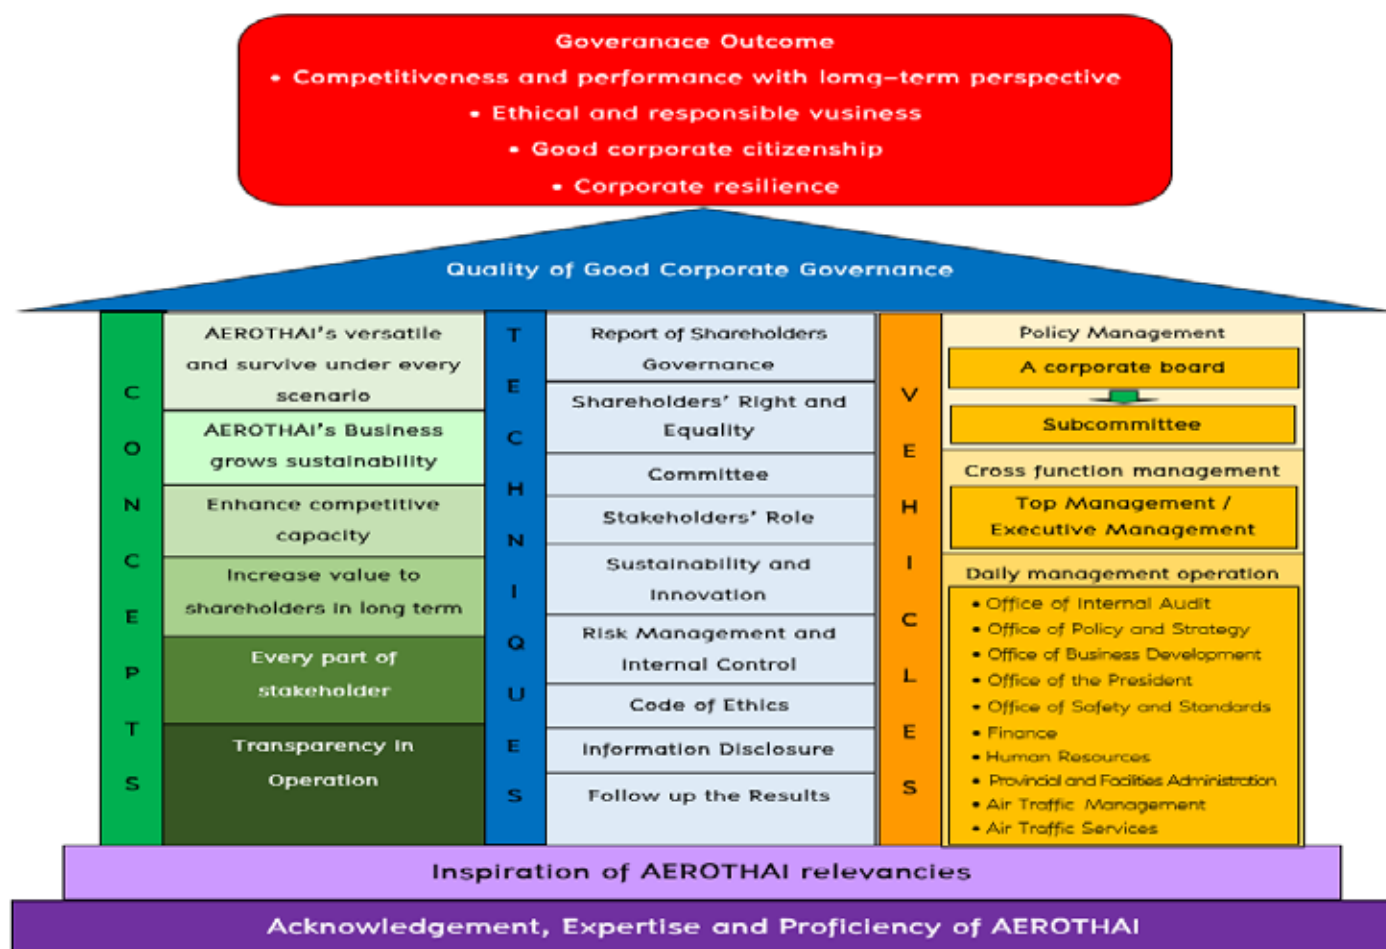 Goveranace Outcome
• Competitiveness and performance with lomg-term perspective
• Ethical and responsible vusiness
• Good corporate citizenship
• Corporate resilience
Quality of Good Corporate Governance
CONCEPTS
AEROTHAI's versatile
and survive under every
scenario
AEROTHAI's Business
grows sustainability
Enhance competitive
capacity
Increase value to
shareholders in long term
Every part of
stakeholder
Transparency in
Operation
TECHNIQUES
Report of Shareholders
Governance
Shareholders' Right and
Equality
Committee
Stakeholders' Role
Sustainability and
Innovation
Risk Management and
Internal Control
Code of Ethics
Information Disclosure
Follow up the Results
VEHICLES
Policy Management
A corporate board
Subcommittee
Cross function management
Top Management /
Executive Management
Daily management operation
• Office of Internal Audit
• Office of Policy and Strategy
• Office of Business Development
• Office of the President
• Office of Safety and Standards
• Finance
• Human Resources
• Provincial and Facilities Administration
• Air Traffic Management
• Air Traffic Services
Inspiration of AEROTHAI relevancies
Acknowledgement, Expertise and Proficiency of AEROTHAI